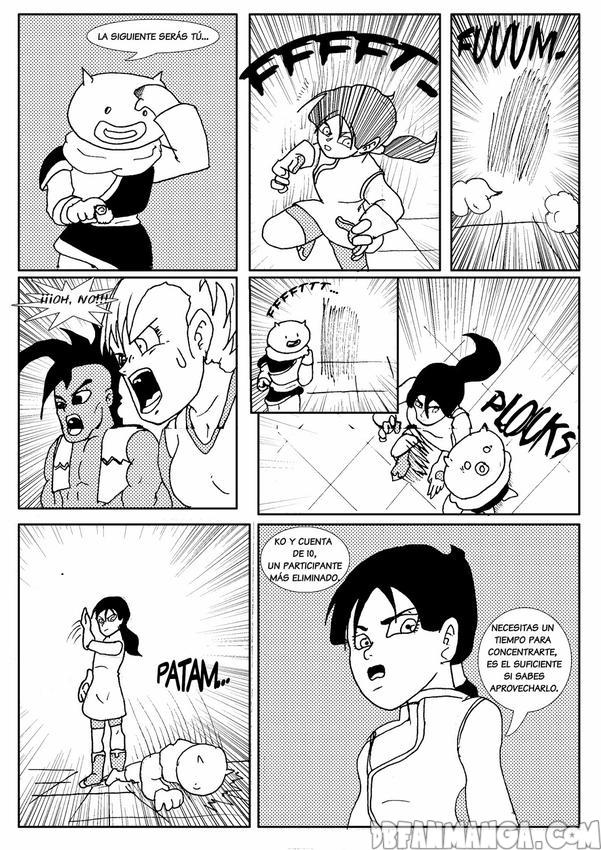 LA SIGUIENTE SERÁS TÚ...
FFFFFT.
FUUUM.
¡¡¡OH, NO!!!
FFFFTTT...
PLOUKS
PATAM..
KO Y CUENTA
DE 10,
UN PARTICIPANTE
MÁS ELIMINADO.
NECESITAS UN
TIEMPO PARA
CONCENTRARTE,
ES EL SUFICIENTE
SI SABES
APROVECHARLO.
DBFANMANGA.COM